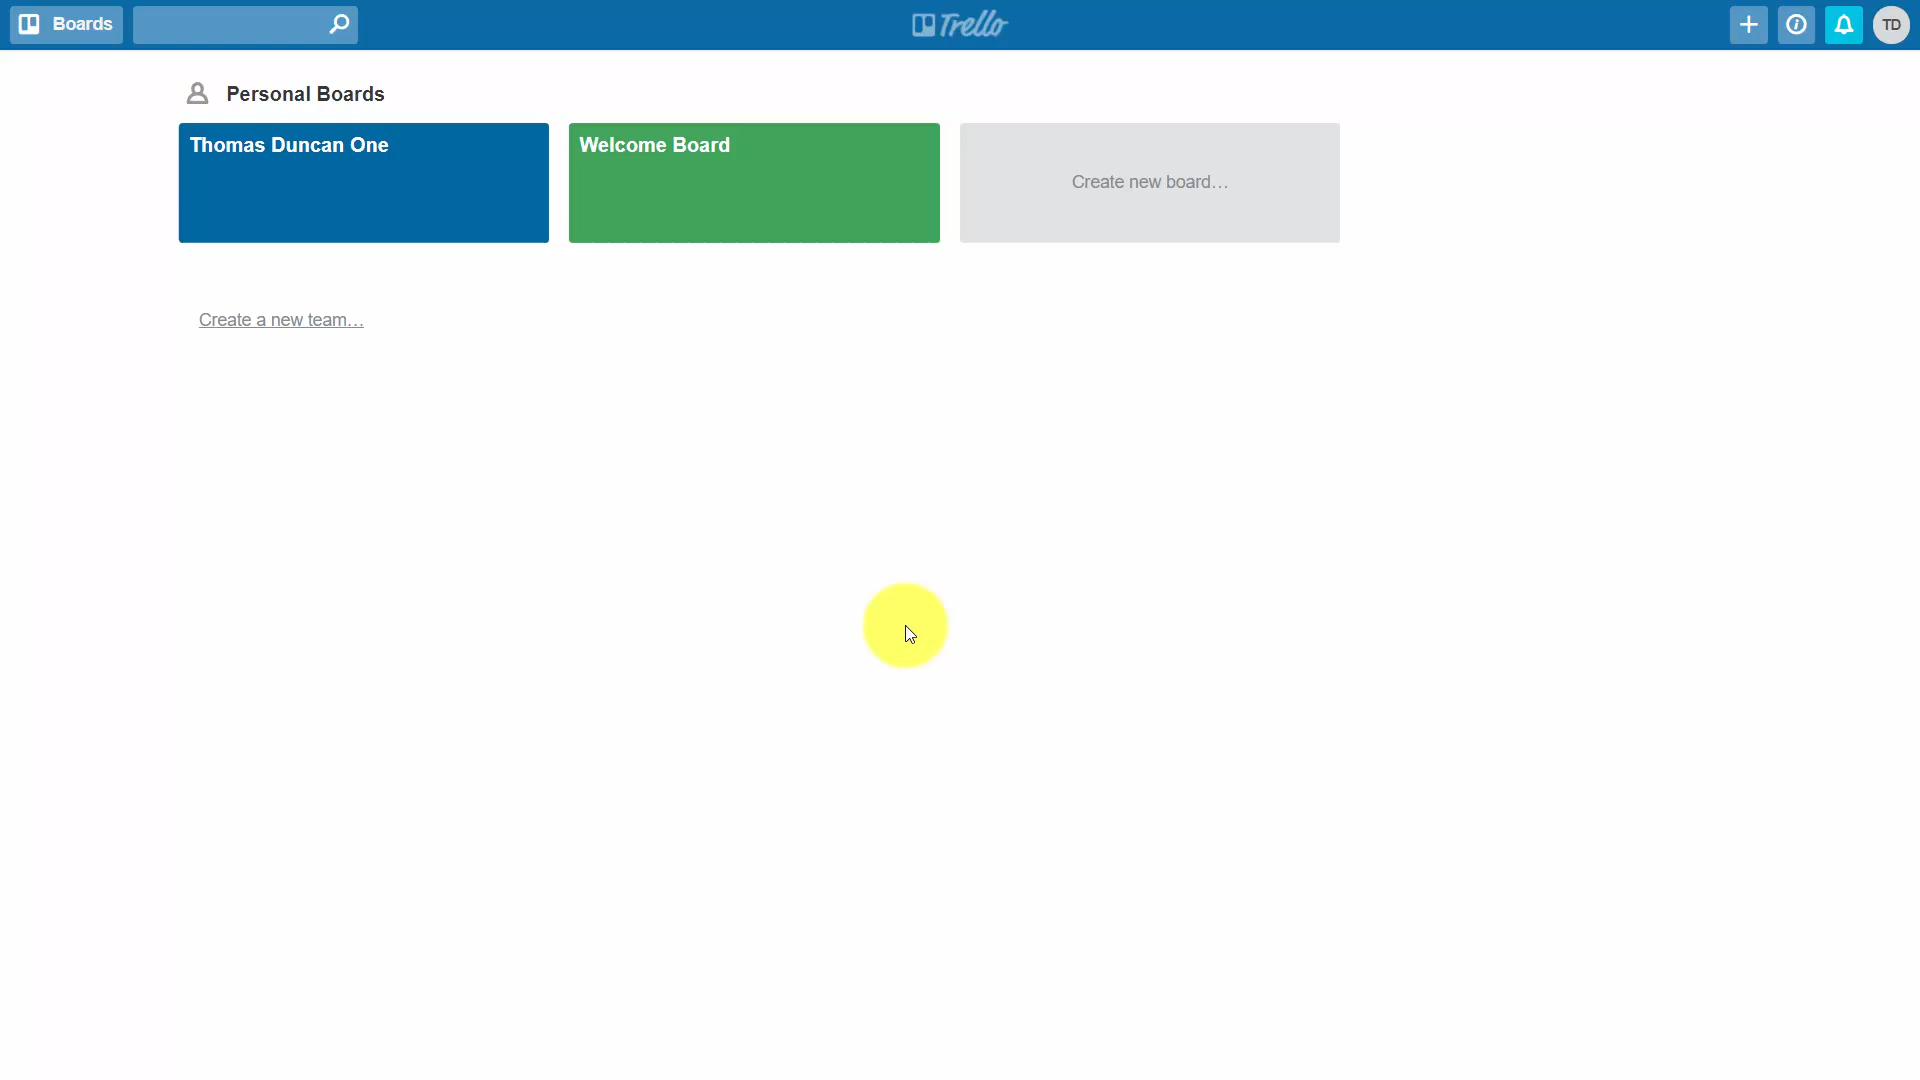 Boards
Trello
TD
Personal Boards
Thomas Duncan One
Welcome Board
Create new board…
Create a new team…